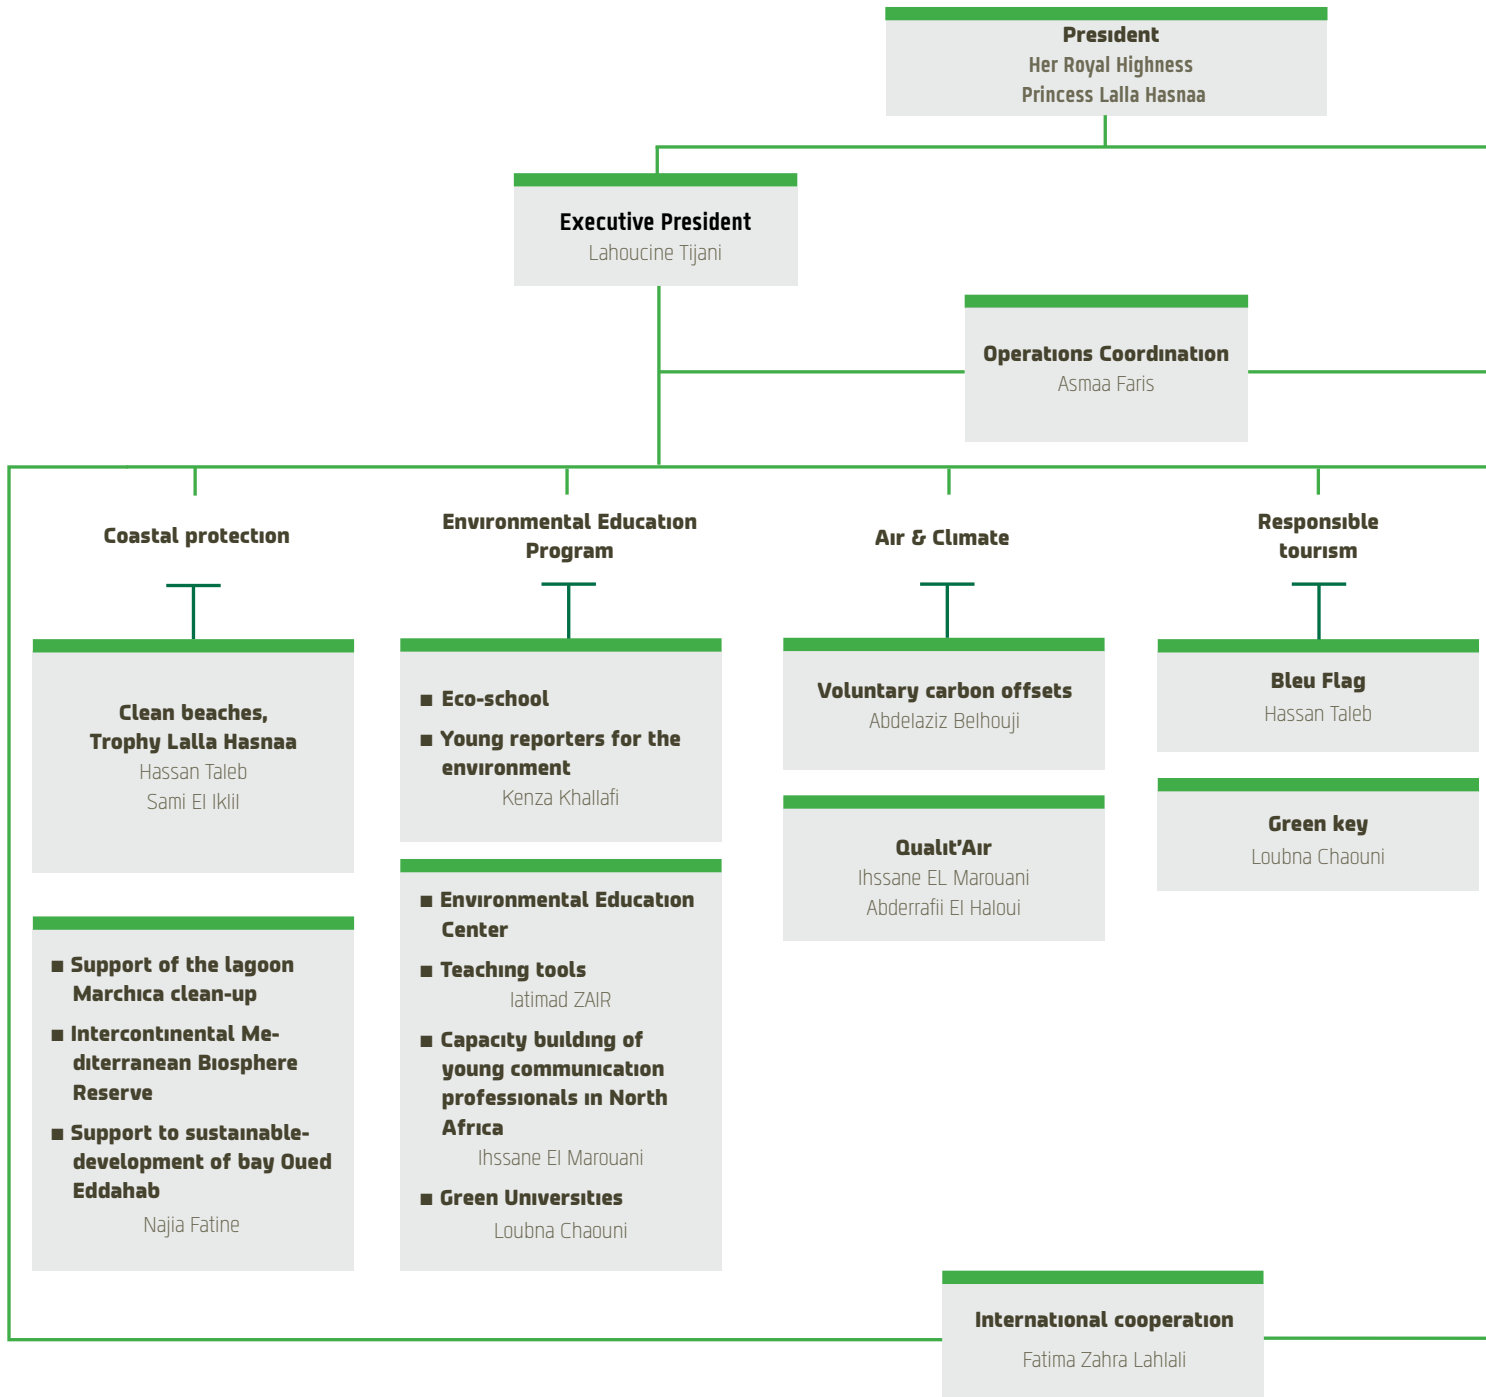 President
Her Royal Highness
Princess Lalla Hasnaa
Executive President
Lahoucine Tijani
Operations Coordination
Asmaa Faris
Coastal protection
Clean beaches,
Trophy Lalla Hasnaa
Hassan Taleb
Sami El Iklil
■ Support of the lagoon
Marchica clean-up
■ Intercontinental Me-
diterranean Biosphere
Reserve
■ Support to sustainable-
development of bay Oued
Eddahab
Najia Fatine
Environmental Education
Program
■ Eco-school
■ Young reporters for the
environment
Kenza Khallafi
■ Environmental Education
Center
■ Teaching tools
Iatimad ZAIR
■ Capacity building of
young communication
professionals in North
Africa
Ihssane El Marouani
■ Green Universities
Loubna Chaouni
Air & Climate
Voluntary carbon offsets
Abdelaziz Belhouji
Qualit'Air
Ihssane EL Marouani
Abderrafii El Haloui
Responsible
tourism
Bleu Flag
Hassan Taleb
Green key
Loubna Chaouni
International cooperation
Fatima Zahra Lahlali